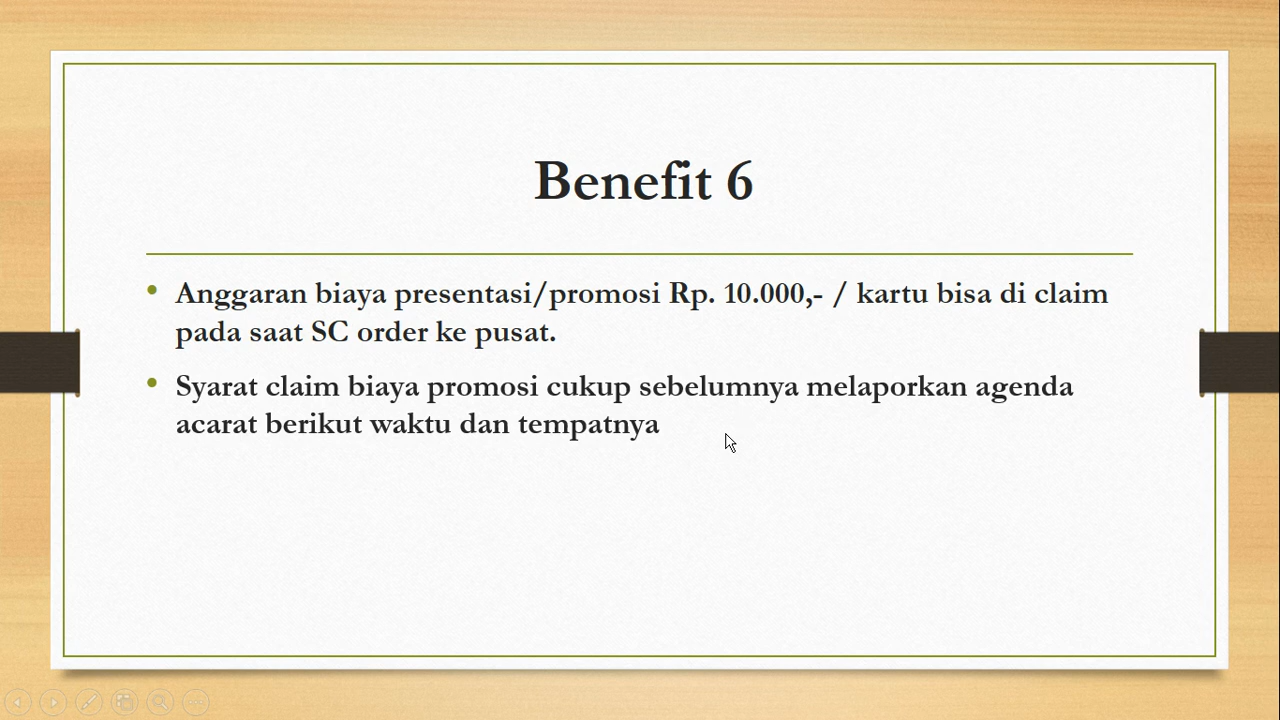 Benefit 6
• Anggaran biaya presentasi/promosi Rp. 10.000,- / kartu bisa di claim
pada saat SC order ke pusat.
• Syarat claim biaya promosi cukup sebelumnya melaporkan agenda
acarat berikut waktu dan tempatnya